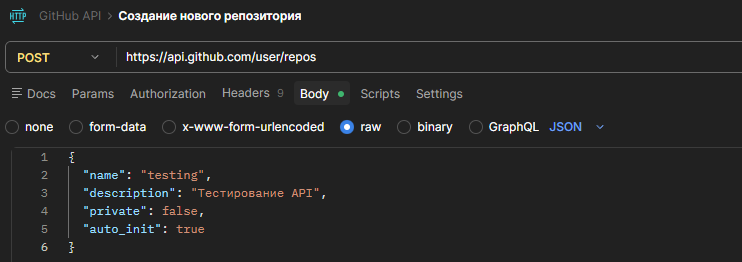 HTTP GitHub API > Создание нового репозитория
POST https://api.github.com/user/repos
Docs Params Authorization Headers 9 Body Scripts Settings
none form-data x-www-form-urlencoded raw binary GraphQL JSON
1 {
2 "name": "testing",
3 "description": "Тестирование API",
4 "private": false,
5 "auto_init": true
6 }